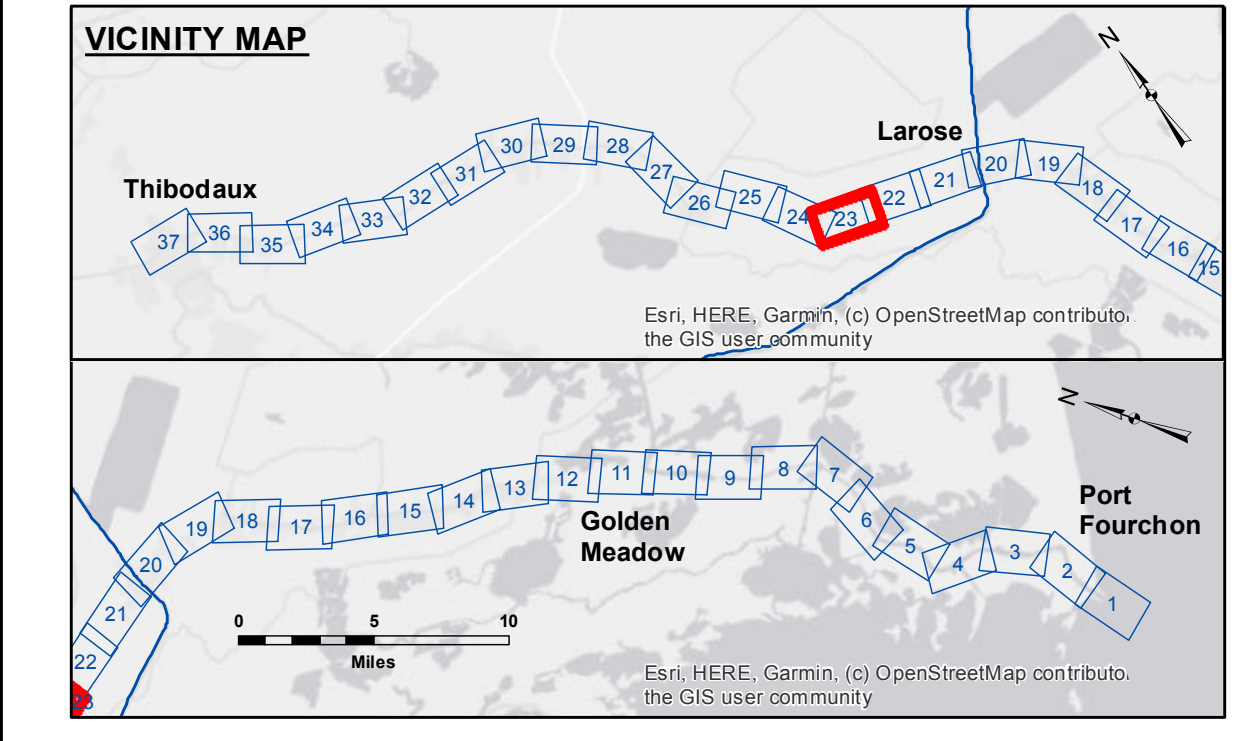 VICINITY MAP
N
Larose
Thibodaux
37 36 35 34 33 32 31 30 29 28 27 26 25 24 23 22 21 20 19 18 17 16 15
Esri, HERE, Garmin, (c) OpenStreetMap contributor
the GIS user community
N
Port
Fourchon
Golden
Meadow
23 22 21 20 19 18 17 16 15 14 13 12 11 10 9 8 7 6 5 4 3 2 1
0 5 10
Miles
Esri, HERE, Garmin, (c) OpenStreetMap contributor
the GIS user community